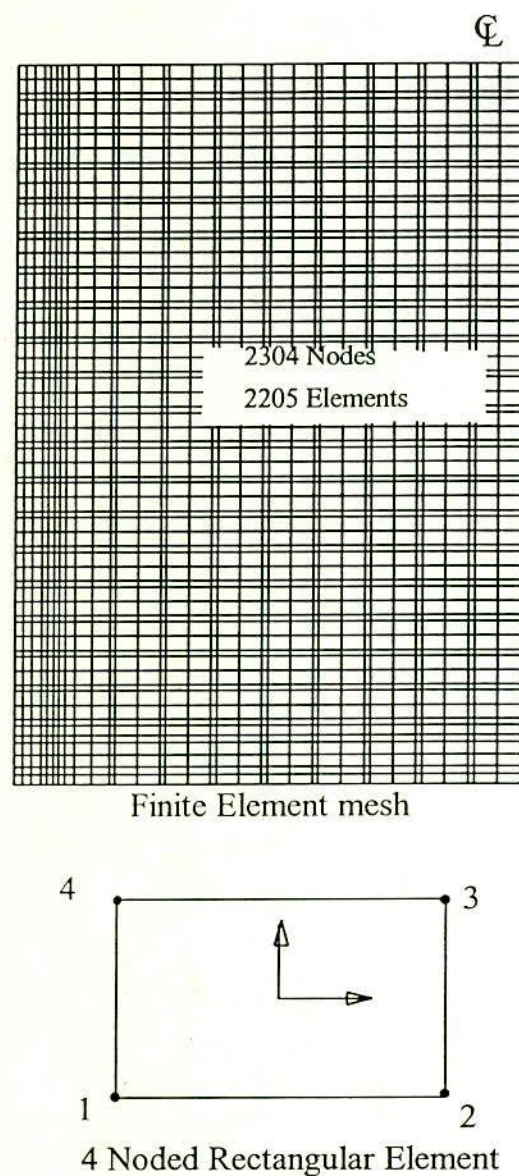 ℄
2304 Nodes
2205 Elements
Finite Element mesh
4
3
1
2
4 Noded Rectangular Element